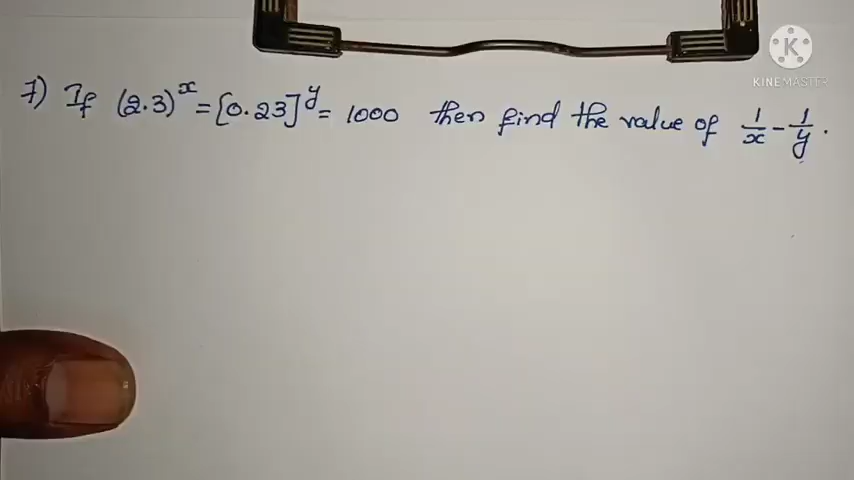 7) If (2.3)^x = [0.23]^y = 1000 then find the value of 1/x - 1/y.
K
KINEMASTER